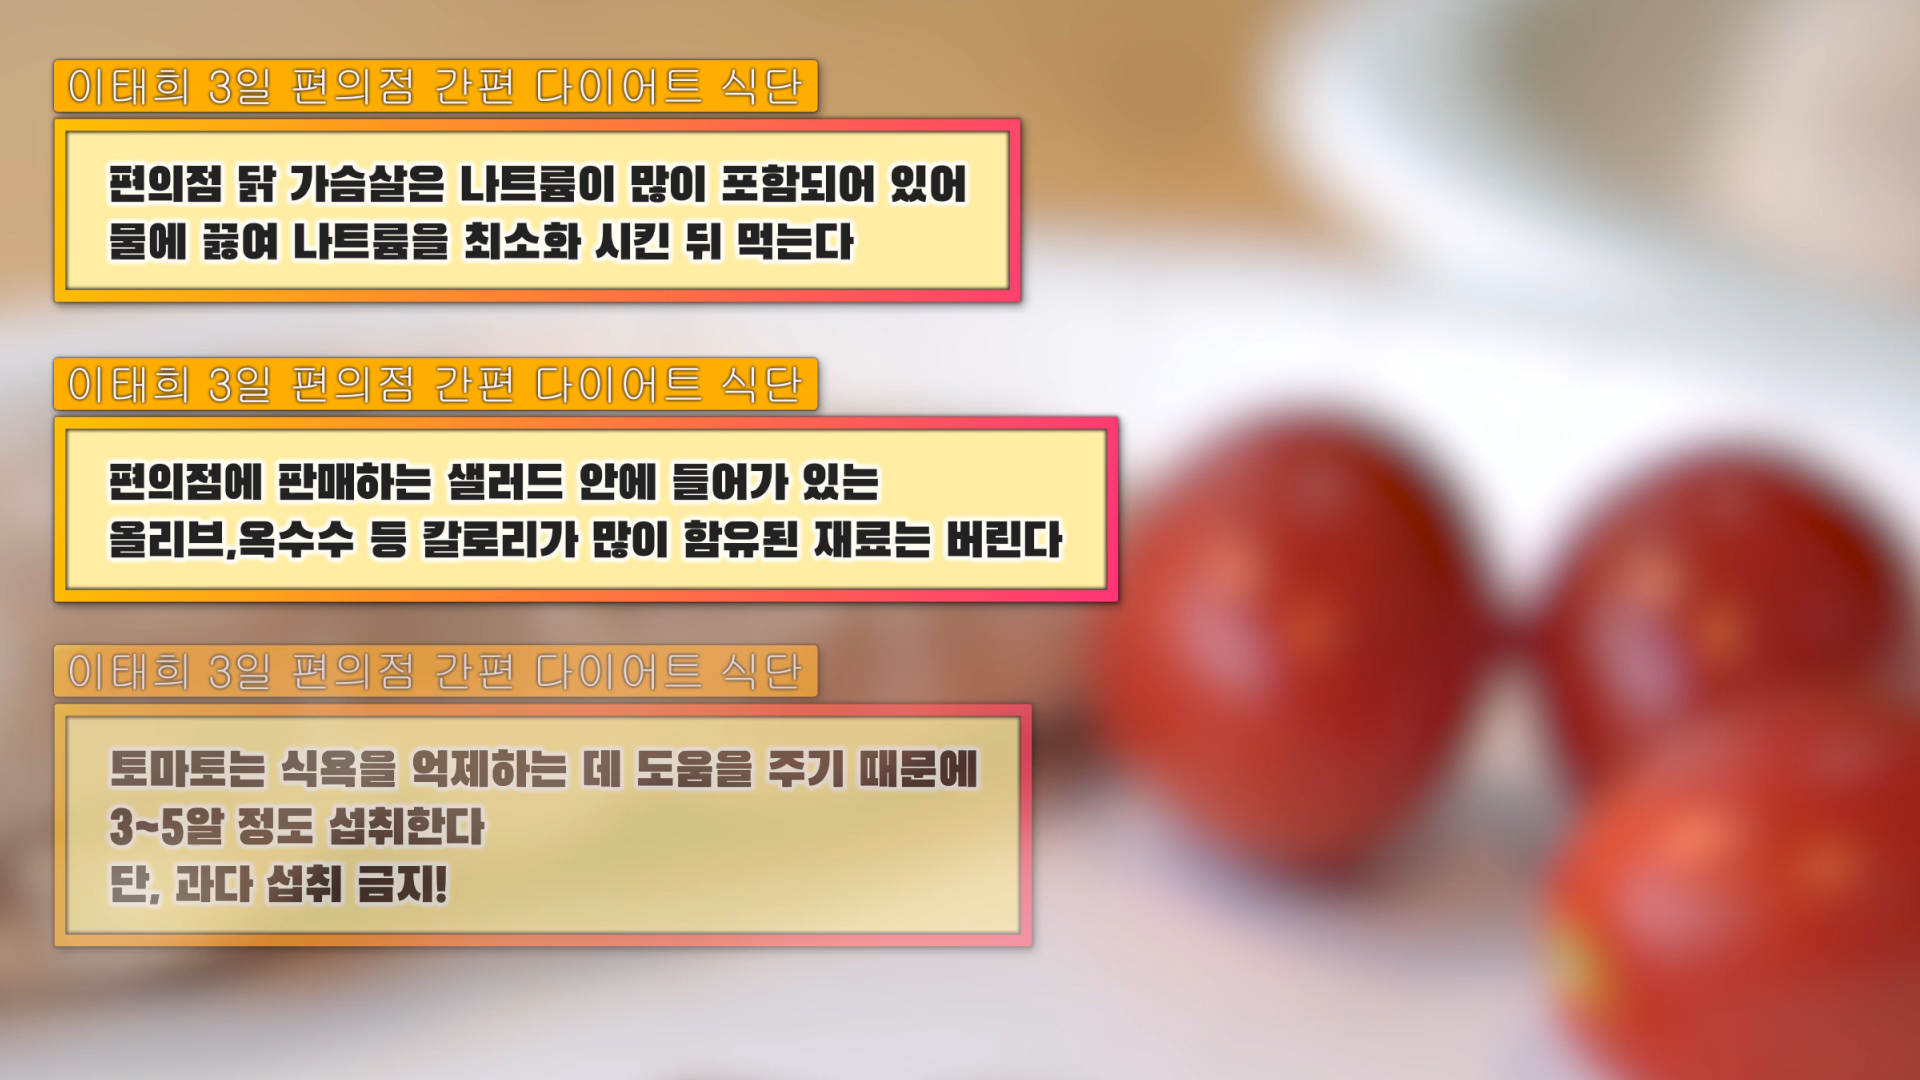 이태희 3일 편의점 간편 다이어트 식단
편의점 닭 가슴살은 나트륨이 많이 포함되어 있어
물에 끓여 나트륨을 최소화 시킨 뒤 먹는다
이태희 3일 편의점 간편 다이어트 식단
편의점에 판매하는 샐러드 안에 들어가 있는
올리브,옥수수 등 칼로리가 많이 함유된 재료는 버린다
이태희 3일 편의점 간편 다이어트 식단
토마토는 식욕을 억제하는 데 도움을 주기 때문에
3~5알 정도 섭취한다
단, 과다 섭취 금지!